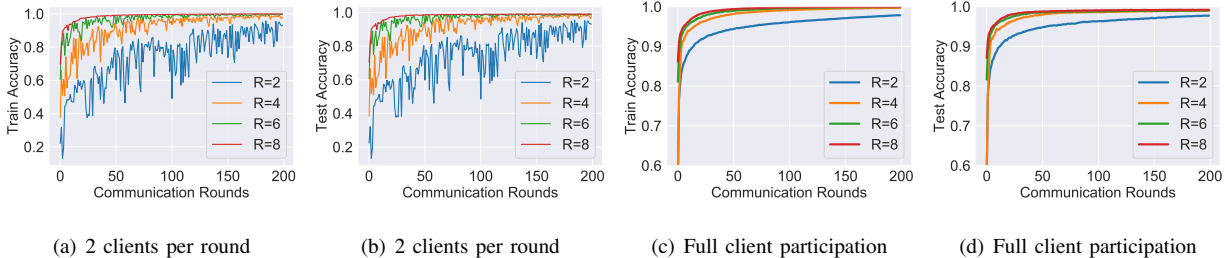 Train Accuracy
1.0
0.8
0.6
0.4
0.2
R=2
R=4
R=6
R=8
0 50 100 150 200
Communication Rounds
(a) 2 clients per round
Test Accuracy
1.0
0.8
0.6
0.4
0.2
R=2
R=4
R=6
R=8
0 50 100 150 200
Communication Rounds
(b) 2 clients per round
Train Accuracy
1.0
0.9
0.8
0.7
0.6
R=2
R=4
R=6
R=8
0 50 100 150 200
Communication Rounds
(c) Full client participation
Test Accuracy
1.0
0.9
0.8
0.7
0.6
R=2
R=4
R=6
R=8
0 50 100 150 200
Communication Rounds
(d) Full client participation